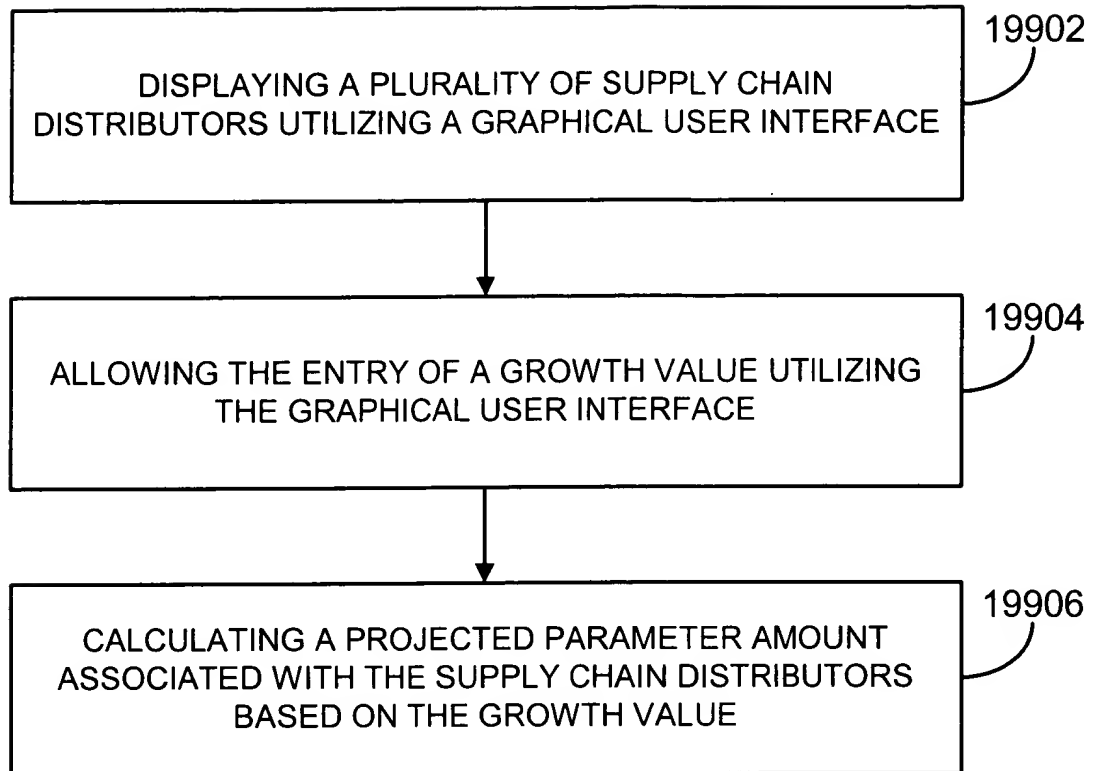 19902
DISPLAYING A PLURALITY OF SUPPLY CHAIN
DISTRIBUTORS UTILIZING A GRAPHICAL USER INTERFACE
19904
ALLOWING THE ENTRY OF A GROWTH VALUE UTILIZING
THE GRAPHICAL USER INTERFACE
19906
CALCULATING A PROJECTED PARAMETER AMOUNT
ASSOCIATED WITH THE SUPPLY CHAIN DISTRIBUTORS
BASED ON THE GROWTH VALUE